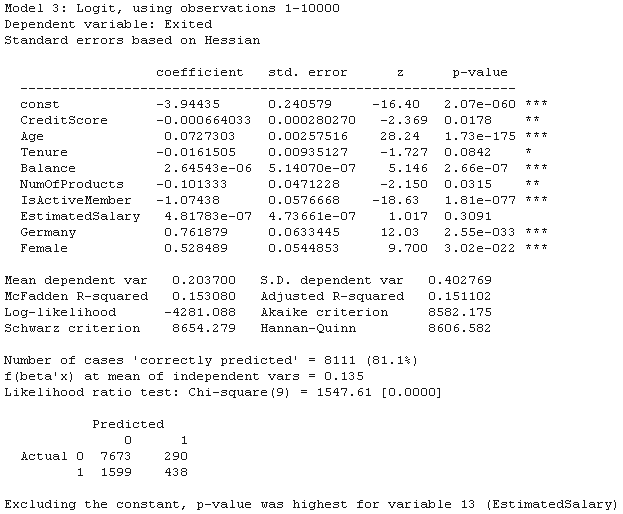 Model 3: Logit, using observations 1-10000
Dependent variable: Exited
Standard errors based on Hessian
coefficient std. error z p-value
---------------------------------------------------------------
const -3.94435 0.240579 -16.40 2.07e-060 ***
CreditScore -0.000664033 0.000280270 -2.369 0.0178 **
Age 0.0727303 0.00257516 28.24 1.73e-175 ***
Tenure -0.0161505 0.00935127 -1.727 0.0842 *
Balance 2.64543e-06 5.14070e-07 5.146 2.66e-07 ***
NumOfProducts -0.101333 0.0471228 -2.150 0.0315 **
IsActiveMember -1.07438 0.0576668 -18.63 1.81e-077 ***
EstimatedSalary 4.81783e-07 4.73661e-07 1.017 0.3091
Germany 0.761879 0.0633445 12.03 2.55e-033 ***
Female 0.528489 0.0544853 9.700 3.02e-022 ***
Mean dependent var 0.203700 S.D. dependent var 0.402769
McFadden R-squared 0.153080 Adjusted R-squared 0.151102
Log-likelihood -4281.088 Akaike criterion 8582.175
Schwarz criterion 8654.279 Hannan-Quinn 8606.582
Number of cases 'correctly predicted' = 8111 (81.1%)
f(beta'x) at mean of independent vars = 0.135
Likelihood ratio test: Chi-square(9) = 1547.61 [0.0000]
Predicted
0 1
Actual 0 7673 290
1 1599 438
Excluding the constant, p-value was highest for variable 13 (EstimatedSalary)